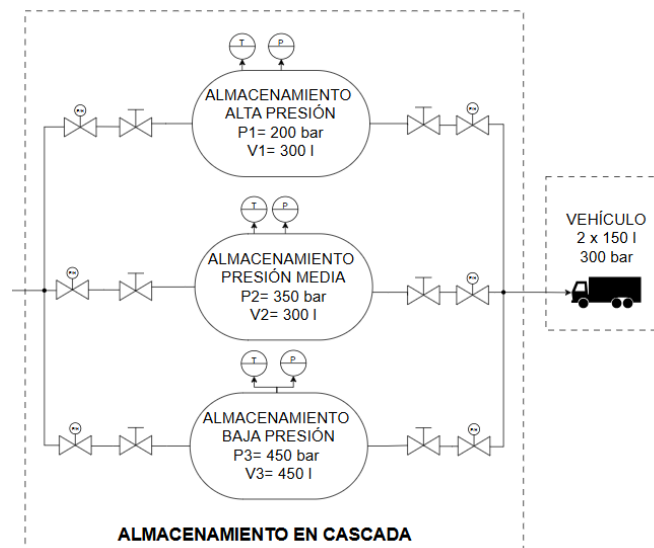 T P
ALMACENAMIENTO
ALTA PRESIÓN
P1= 200 bar
V1= 300 l
T P
ALMACENAMIENTO
PRESIÓN MEDIA
P2= 350 bar
V2= 300 l
VEHÍCULO
2 x 150 l
300 bar
T P
ALMACENAMIENTO
BAJA PRESIÓN
P3= 450 bar
V3= 450 l
ALMACENAMIENTO EN CASCADA